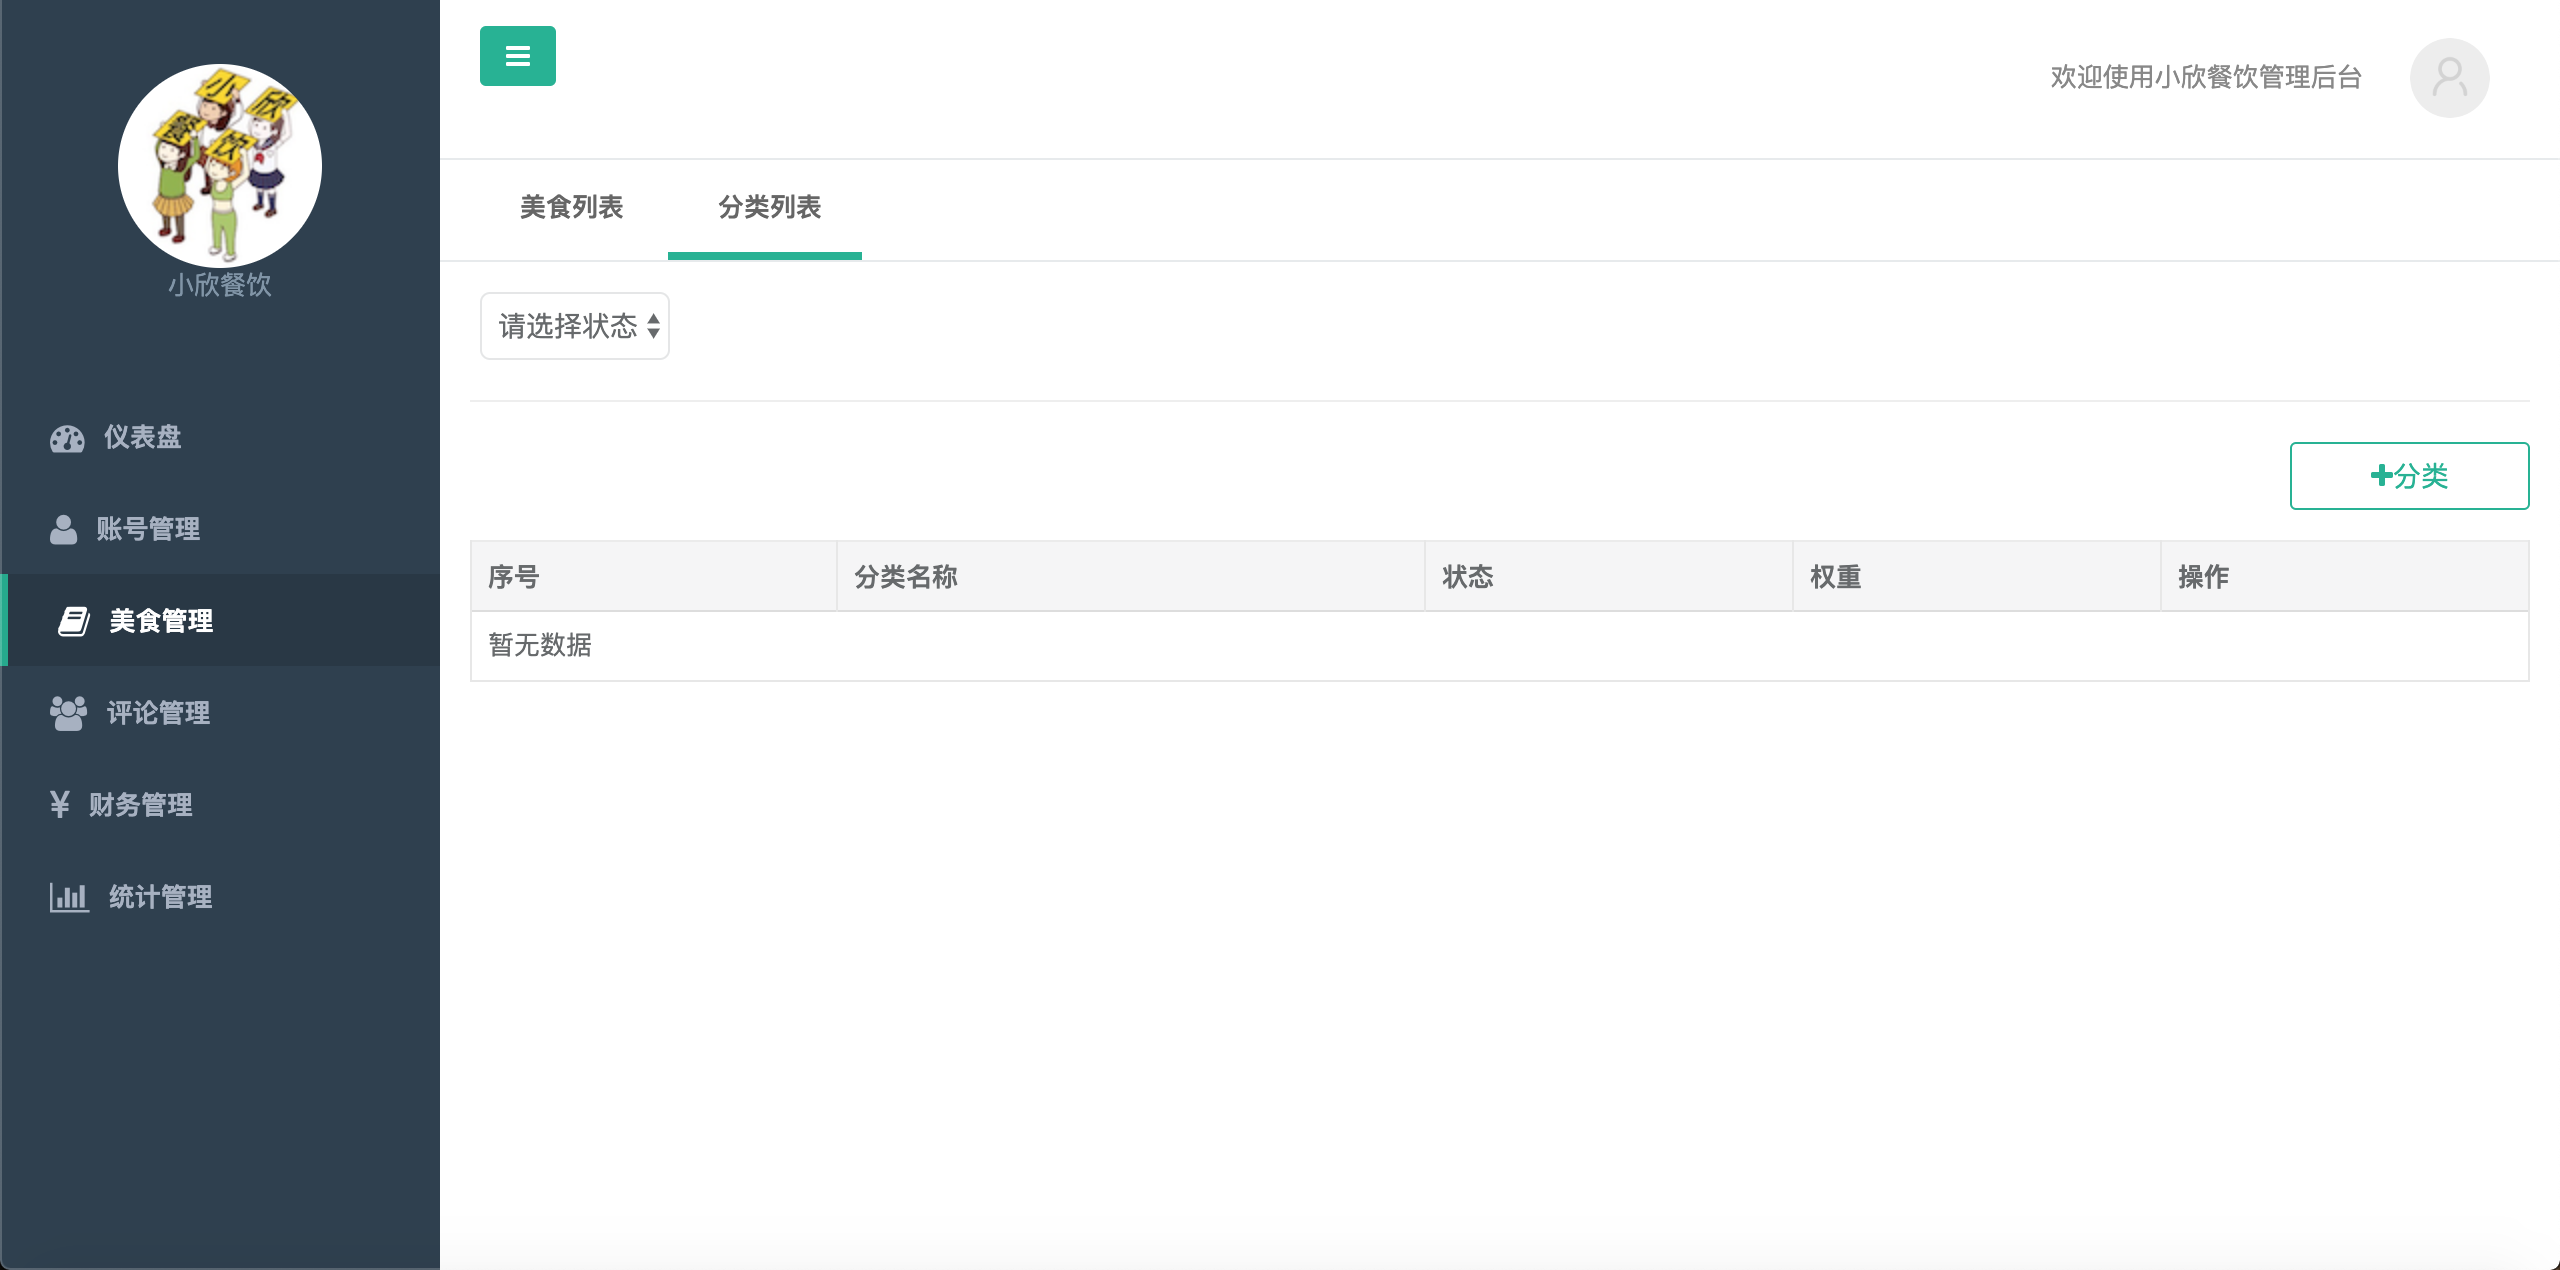 小 欣
餐 饮
小欣餐饮
仪表盘
账号管理
美食管理
评论管理
¥ 财务管理
统计管理
欢迎使用小欣餐饮管理后台
美食列表 分类列表
请选择状态
+分类
序号 分类名称 状态 权重 操作
暂无数据